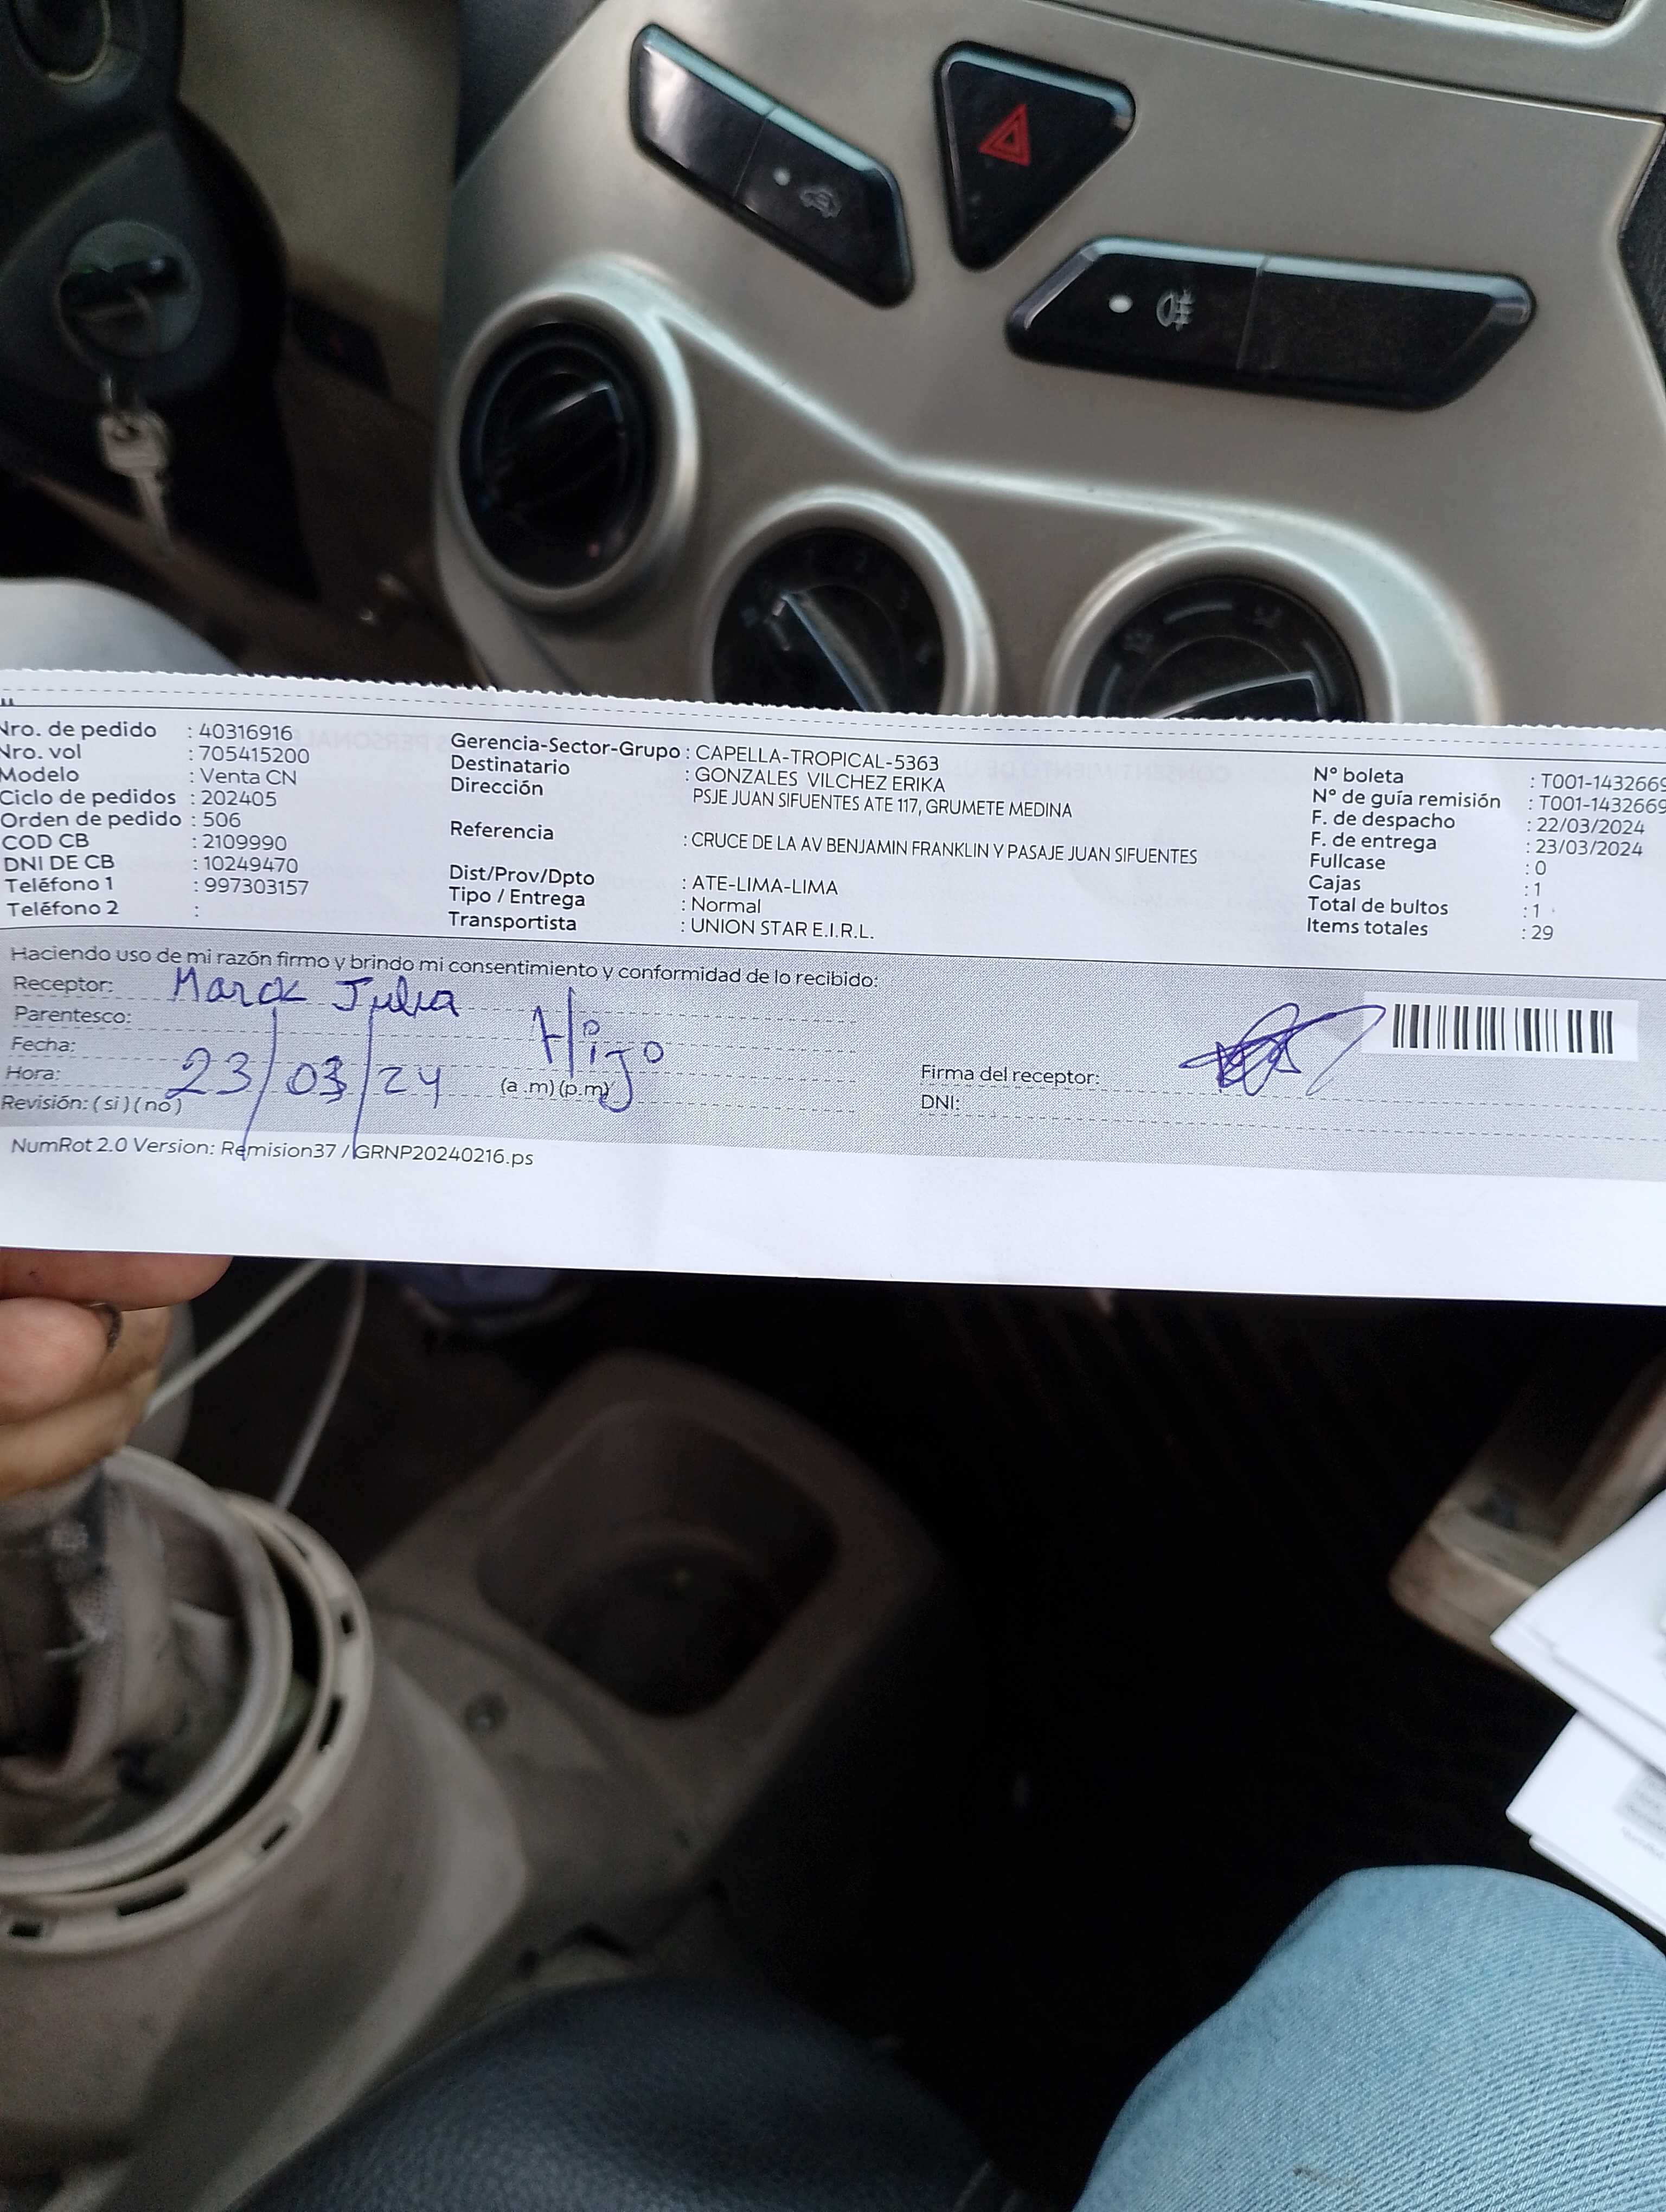 Nro. de pedido : 40316916
Nro. vol : 705415200
Modelo : Venta CN
Ciclo de pedidos : 202405
Orden de pedido : 506
COD CB : 2109990
DNI DE CB : 10249470
Teléfono 1 : 997303157
Teléfono 2 :
Gerencia-Sector-Grupo : CAPELLA-TROPICAL-5363
Destinatario : GONZALES VILCHEZ ERIKA
Dirección PSJE JUAN SIFUENTES ATE 117, GRUMETE MEDINA
Referencia : CRUCE DE LA AV BENJAMIN FRANKLIN Y PASAJE JUAN SIFUENTES
Dist/Prov/Dpto : ATE-LIMA-LIMA
Tipo / Entrega : Normal
Transportista : UNION STAR E.I.R.L.
N° boleta : T001-1432669
N° de guía remisión : T001-1432669
F. de despacho : 22/03/2024
F. de entrega : 23/03/2024
Fullcase : 0
Cajas : 1
Total de bultos : 1
Items totales : 29
Haciendo uso de mi razón firmo y brindo mi consentimiento y conformidad de lo recibido:
Receptor: Marck Julia
Parentesco: Hijo
Fecha: 23/03/24
Hora: (a .m) (p.m)
Revisión: ( si ) ( no )
Firma del receptor:
DNI:
NumRot 2.0 Version: Remision37 / GRNP20240216.ps